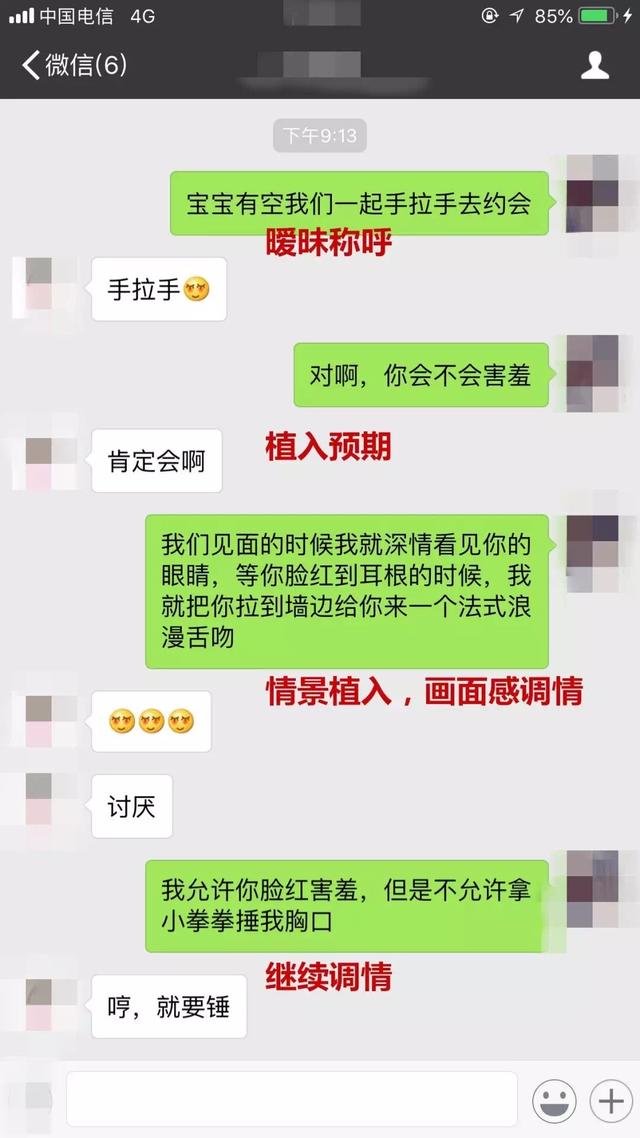 中国电信 4G 85%
微信(6)
下午9:13
宝宝有空我们一起手拉手去约会
暧昧称呼
手拉手
对啊，你会不会害羞
植入预期
肯定会啊
我们见面的时候我就深情看见你的
眼睛，等你脸红到耳根的时候，我
就把你拉到墙边给你来一个法式浪
漫舌吻
情景植入，画面感调情
讨厌
我允许你脸红害羞，但是不允许拿
小拳拳捶我胸口
继续调情
哼，就要锤